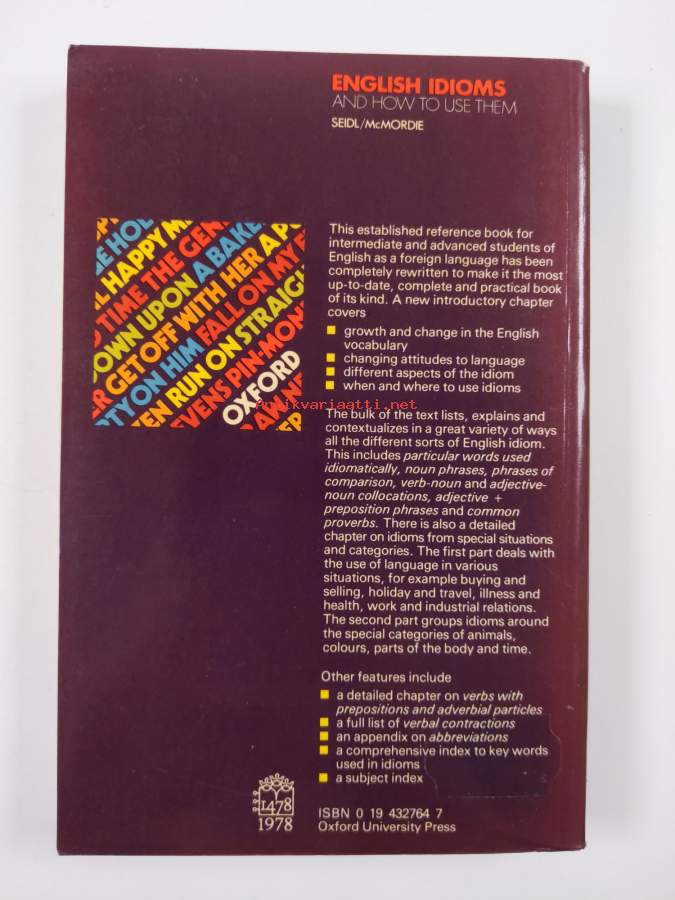 ENGLISH IDIOMS
AND HOW TO USE THEM
SEIDL/McMORDIE
This established reference book for
intermediate and advanced students of
English as a foreign language has been
completely rewritten to make it the most
up-to-date, complete and practical book
of its kind. A new introductory chapter
covers
growth and change in the English
vocabulary
changing attitudes to language
different aspects of the idiom
when and where to use idioms
The bulk of the text lists, explains and
contextualizes in a great variety of ways
all the different sorts of English idiom.
This includes particular words used
idiomatically, noun phrases, phrases of
comparison, verb-noun and adjective-
noun collocations, adjective +
preposition phrases and common
proverbs. There is also a detailed
chapter on idioms from special situations
and categories. The first part deals with
the use of language in various
situations, for example buying and
selling, holiday and travel, illness and
health, work and industrial relations.
The second part groups idioms around
the special categories of animals,
colours, parts of the body and time.
Other features include
a detailed chapter on verbs with
prepositions and adverbial particles
a full list of verbal contractions
an appendix on abbreviations
a comprehensive index to key words
used in idioms
a subject index
ISBN 0 19 432764 7
Oxford University Press
1478
1978
HAPPY
TIME THE GEN
DOWN UPON A BAKE
GET OFF WITH HER A P
PTY ON HIM FALL ON MY
EN RUN ON STRAIGH
EVENS PIN-MON
OXFORD
antikvariaatti.net